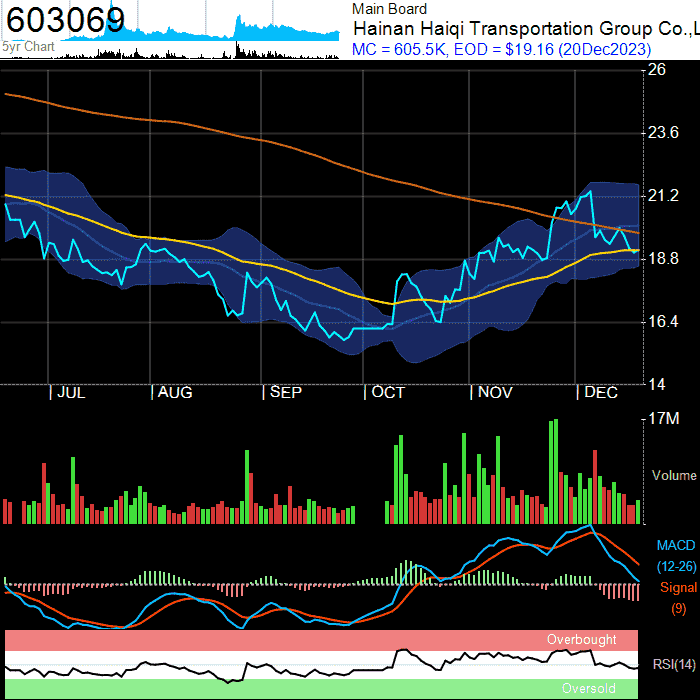 603069
5yr Chart
Main Board
Hainan Haiqi Transportation Group Co.,L
MC = 605.5K, EOD = $19.16 (20Dec2023)
26
23.6
21.2
18.8
16.4
14
| JUL | AUG | SEP | OCT | NOV | DEC
17M
Volume
MACD
(12-26)
Signal
(9)
Overbought
RSI(14)
Oversold